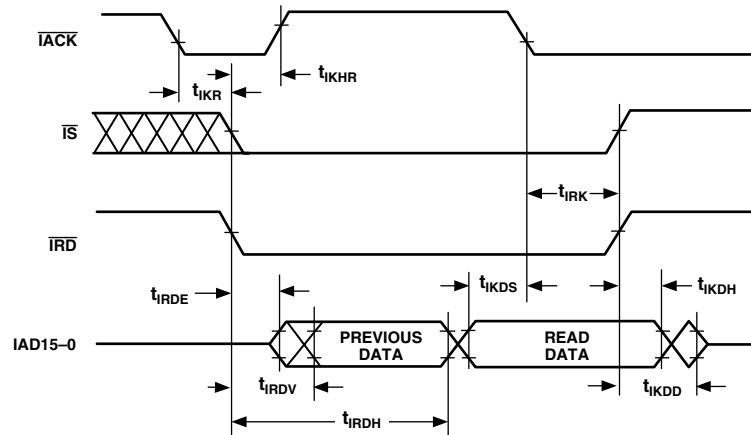 IACK
tIKHR
tIKR
IS
tIRK
IRD
tIKDS
tIKDH
tIRDE
IAD15–0
PREVIOUS DATA
READ DATA
tIRDV
tIKDD
tIRDH